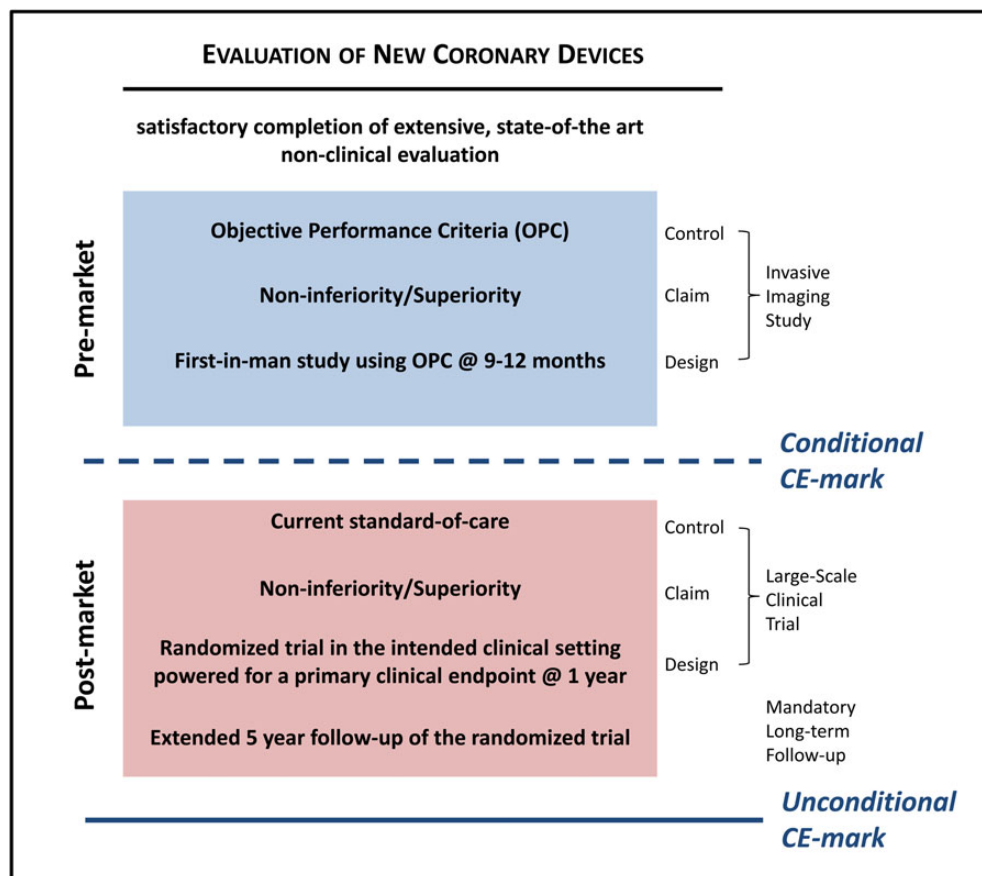 EVALUATION OF NEW CORONARY DEVICES
satisfactory completion of extensive, state-of-the art
non-clinical evaluation
Pre-market
Objective Performance Criteria (OPC)
Control
Non-inferiority/Superiority
Claim
First-in-man study using OPC @ 9-12 months
Design
Invasive
Imaging
Study
Conditional
CE-mark
Post-market
Current standard-of-care
Control
Non-inferiority/Superiority
Claim
Randomized trial in the intended clinical setting
powered for a primary clinical endpoint @ 1 year
Design
Large-Scale
Clinical
Trial
Extended 5 year follow-up of the randomized trial
Mandatory
Long-term
Follow-up
Unconditional
CE-mark